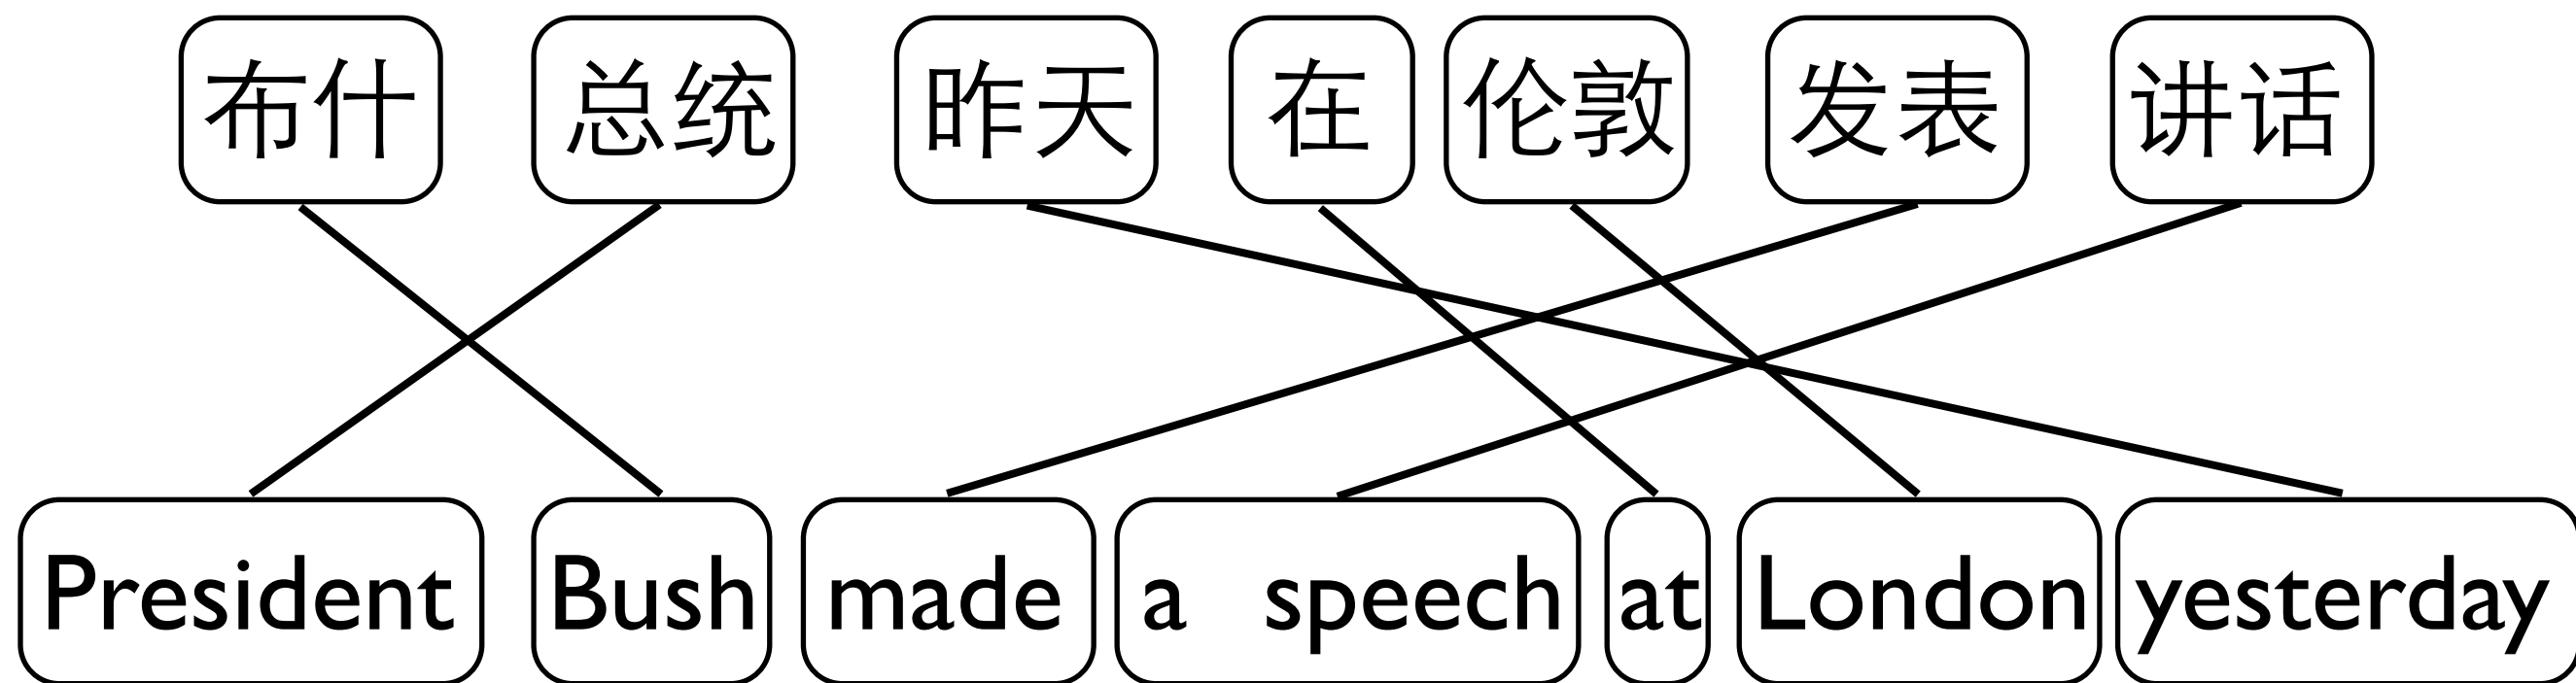 布什 总统 昨天 在 伦敦 发表 讲话
President Bush made a speech at London yesterday